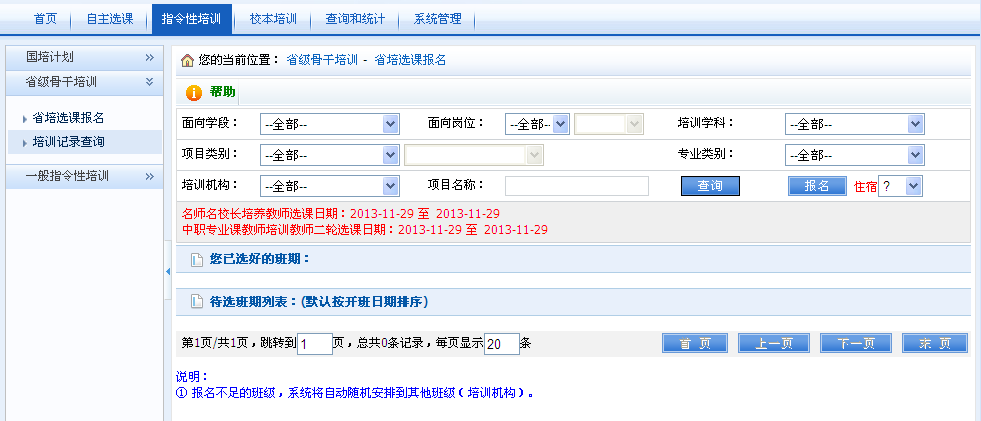 首页 自主选课 指令性培训 校本培训 查询和统计 系统管理
国培计划
省级骨干培训
省培选课报名
培训记录查询
一般指令性培训
您的当前位置： 省级骨干培训 - 省培选课报名
帮助
面向学段： --全部-- 面向岗位： --全部-- 培训学科： --全部--
项目类别： --全部-- 专业类别： --全部--
培训机构： --全部-- 项目名称： 查询 报名 住宿 ?
名师名校长培养教师选课日期：2013-11-29 至 2013-11-29
中职专业课教师培训教师二轮选课日期：2013-11-29 至 2013-11-29
您已选好的班期：
待选班期列表：(默认按开班日期排序)
第1页/共1页，跳转到 1 页，总共0条记录，每页显示 20 条 首 页 上一页 下一页 末 页
说明：
① 报名不足的班级，系统将自动随机安排到其他班级（培训机构）。